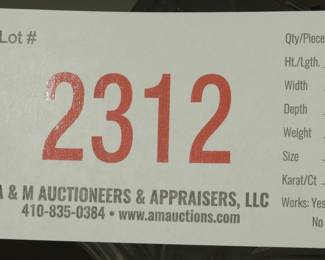 Lot #
2312
A & M AUCTIONEERS & APPRAISERS, LLC
410-835-0384 • www.amauctions.com
Qty/Piece
Ht./Lgth.
Width
Depth
Weight
Size
Karat/Ct
Works: Yes
No